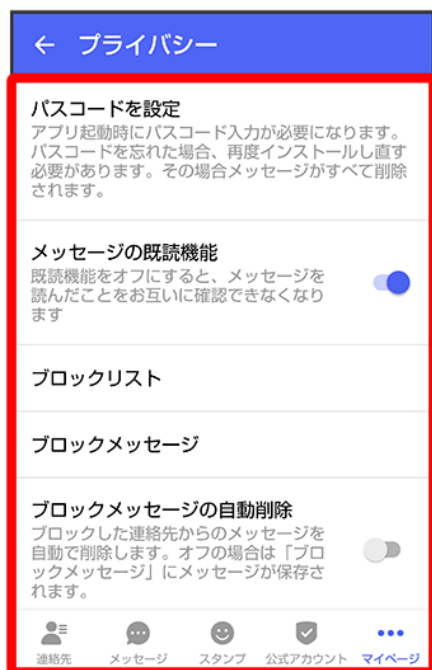 ← プライバシー
パスコードを設定
アプリ起動時にパスコード入力が必要になります。
パスコードを忘れた場合、再度インストールし直す
必要があります。その場合メッセージがすべて削除
されます。
メッセージの既読機能
既読機能をオフにすると、メッセージを
読んだことをお互いに確認できなくなり
ます
ブロックリスト
ブロックメッセージ
ブロックメッセージの自動削除
ブロックした連絡先からのメッセージを
自動で削除します。オフの場合は「ブロ
ックメッセージ」にメッセージが保存さ
れます。
連絡先 メッセージ スタンプ 公式アカウント マイページ